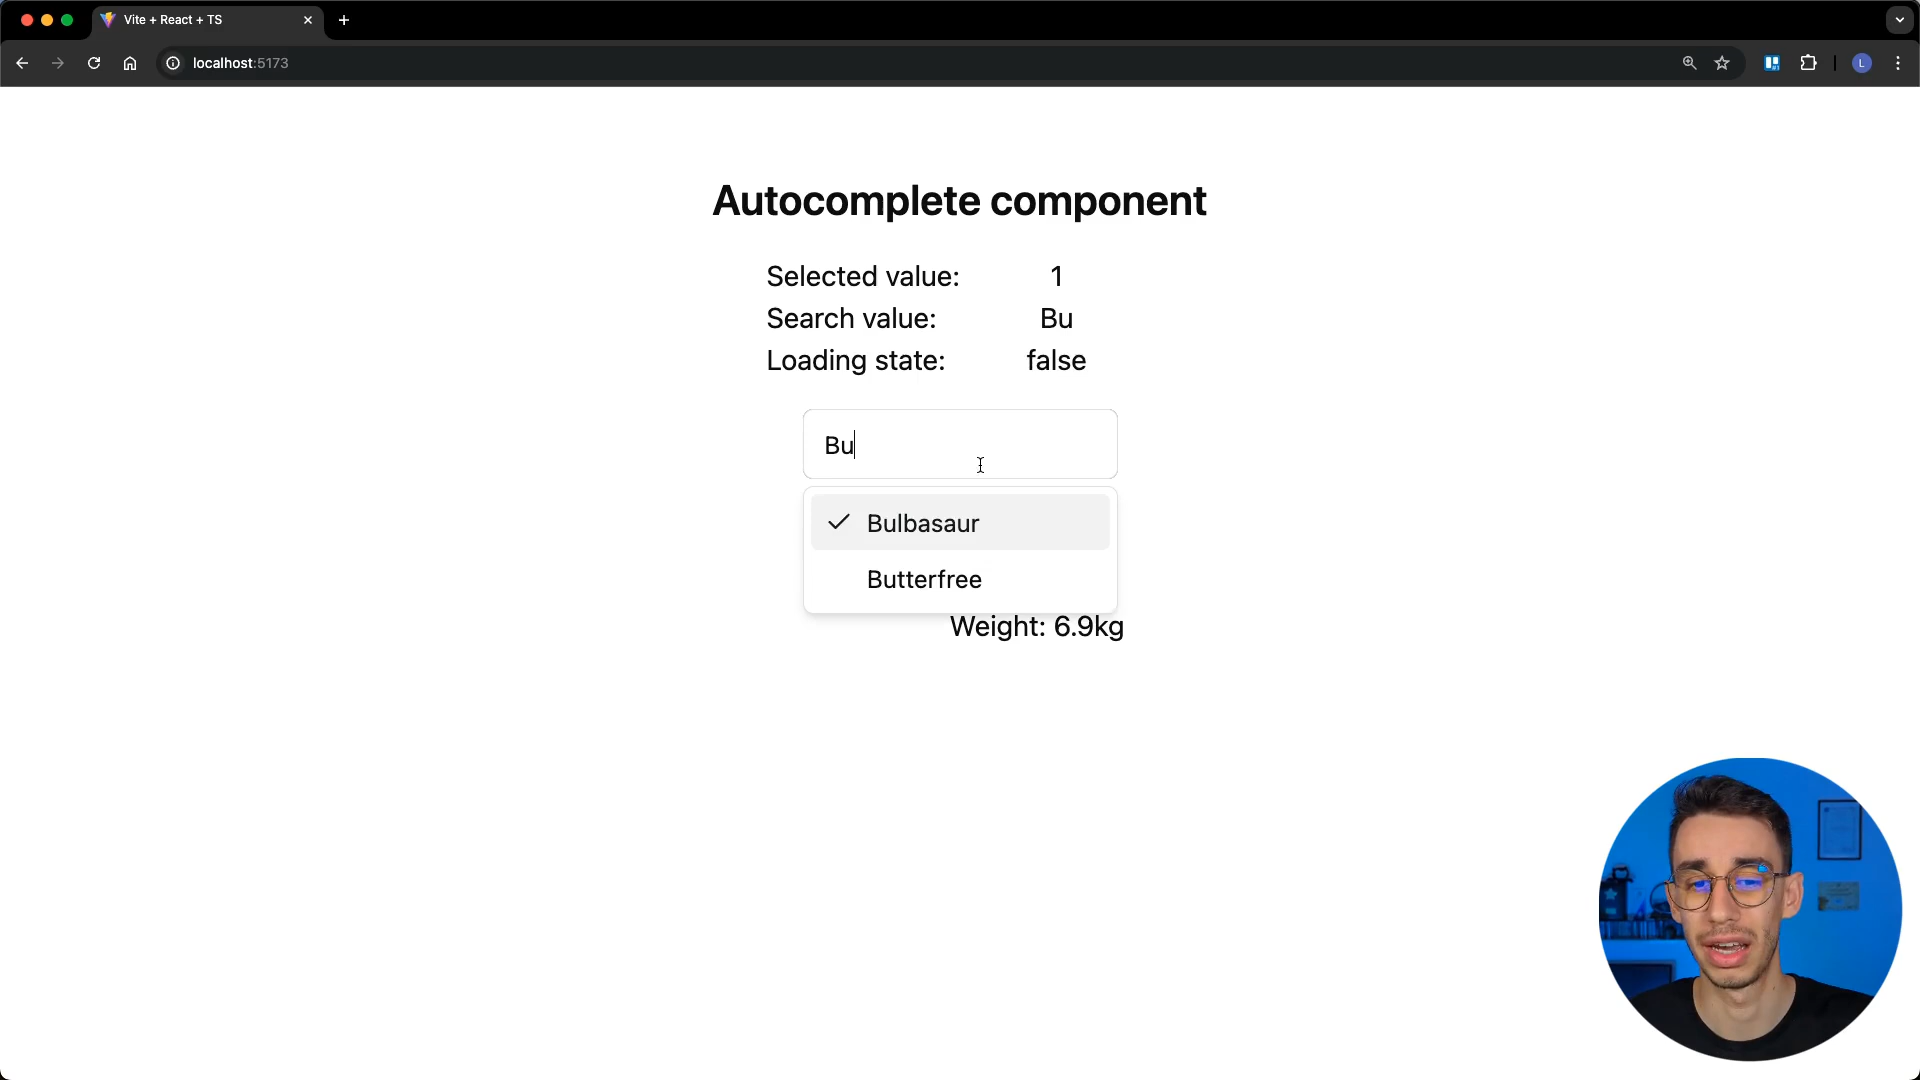 Vite + React + TS
localhost:5173
L
Autocomplete component
Selected value: 1
Search value: Bu
Loading state: false
Bu
Bulbasaur
Butterfree
Weight: 6.9kg